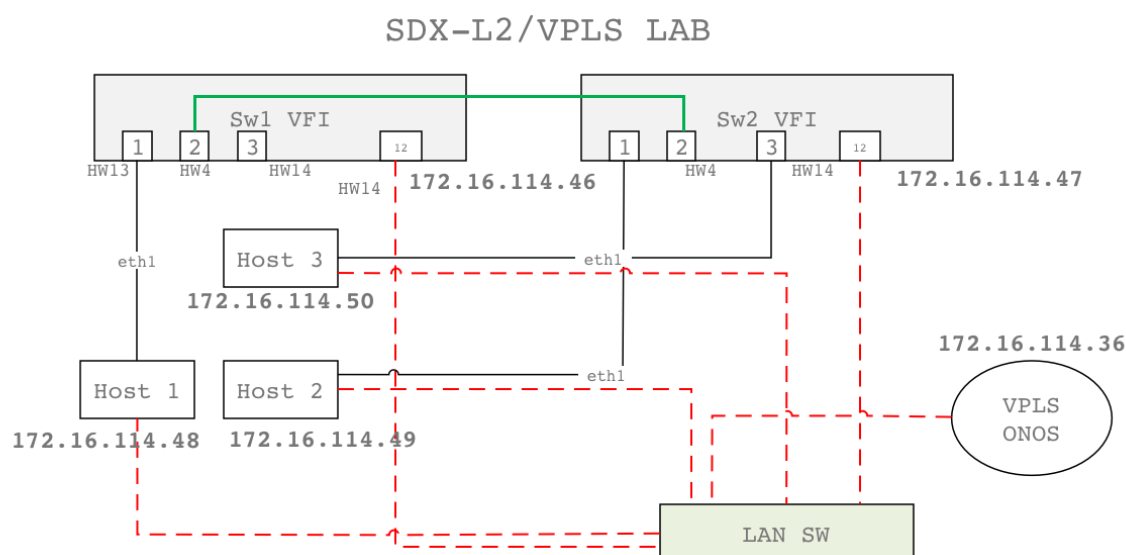 SDX-L2/VPLS LAB
Sw1 VFI
1
2
3
12
HW13
HW4
HW14
HW14
172.16.114.46
Sw2 VFI
1
2
3
12
HW4
HW14
172.16.114.47
eth1
Host 3
eth1
172.16.114.50
172.16.114.36
Host 1
Host 2
eth1
VPLS
ONOS
172.16.114.48
172.16.114.49
LAN SW